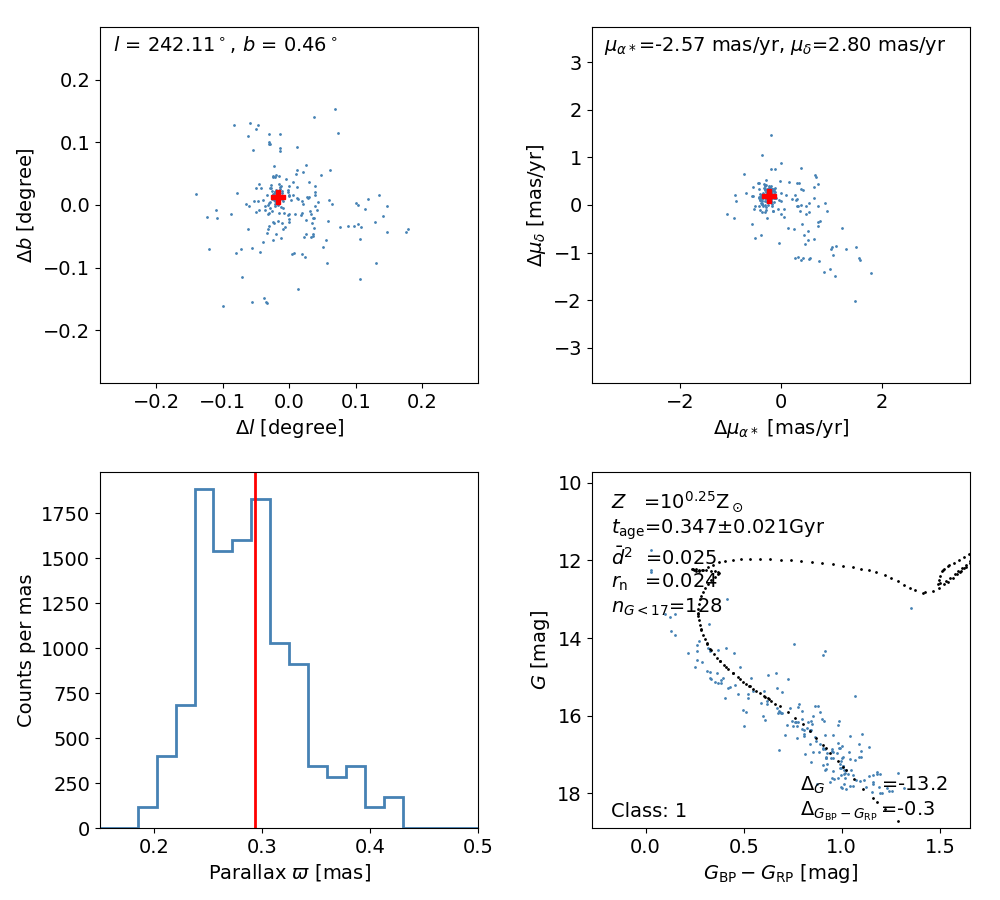 l = 242.11°, b = 0.46°
0.2
0.1
0.0
−0.1
−0.2
Δb [degree]
−0.2 −0.1 0.0 0.1 0.2
Δl [degree]
μα*=-2.57 mas/yr, μδ=2.80 mas/yr
3
2
1
0
−1
−2
−3
Δμδ [mas/yr]
−2 0 2
Δμα* [mas/yr]
1750
1500
1250
1000
750
500
250
0
Counts per mas
0.2 0.3 0.4 0.5
Parallax ϖ [mas]
10
12
14
16
18
G [mag]
Z =10^0.25 Z⊙
t_age=0.347±0.021Gyr
d̄² =0.025
r_n =0.024
n_G<17=128
Δ_G =-13.2
Δ_G_BP−G_RP =-0.3
Class: 1
0.0 0.5 1.0 1.5
G_BP − G_RP [mag]